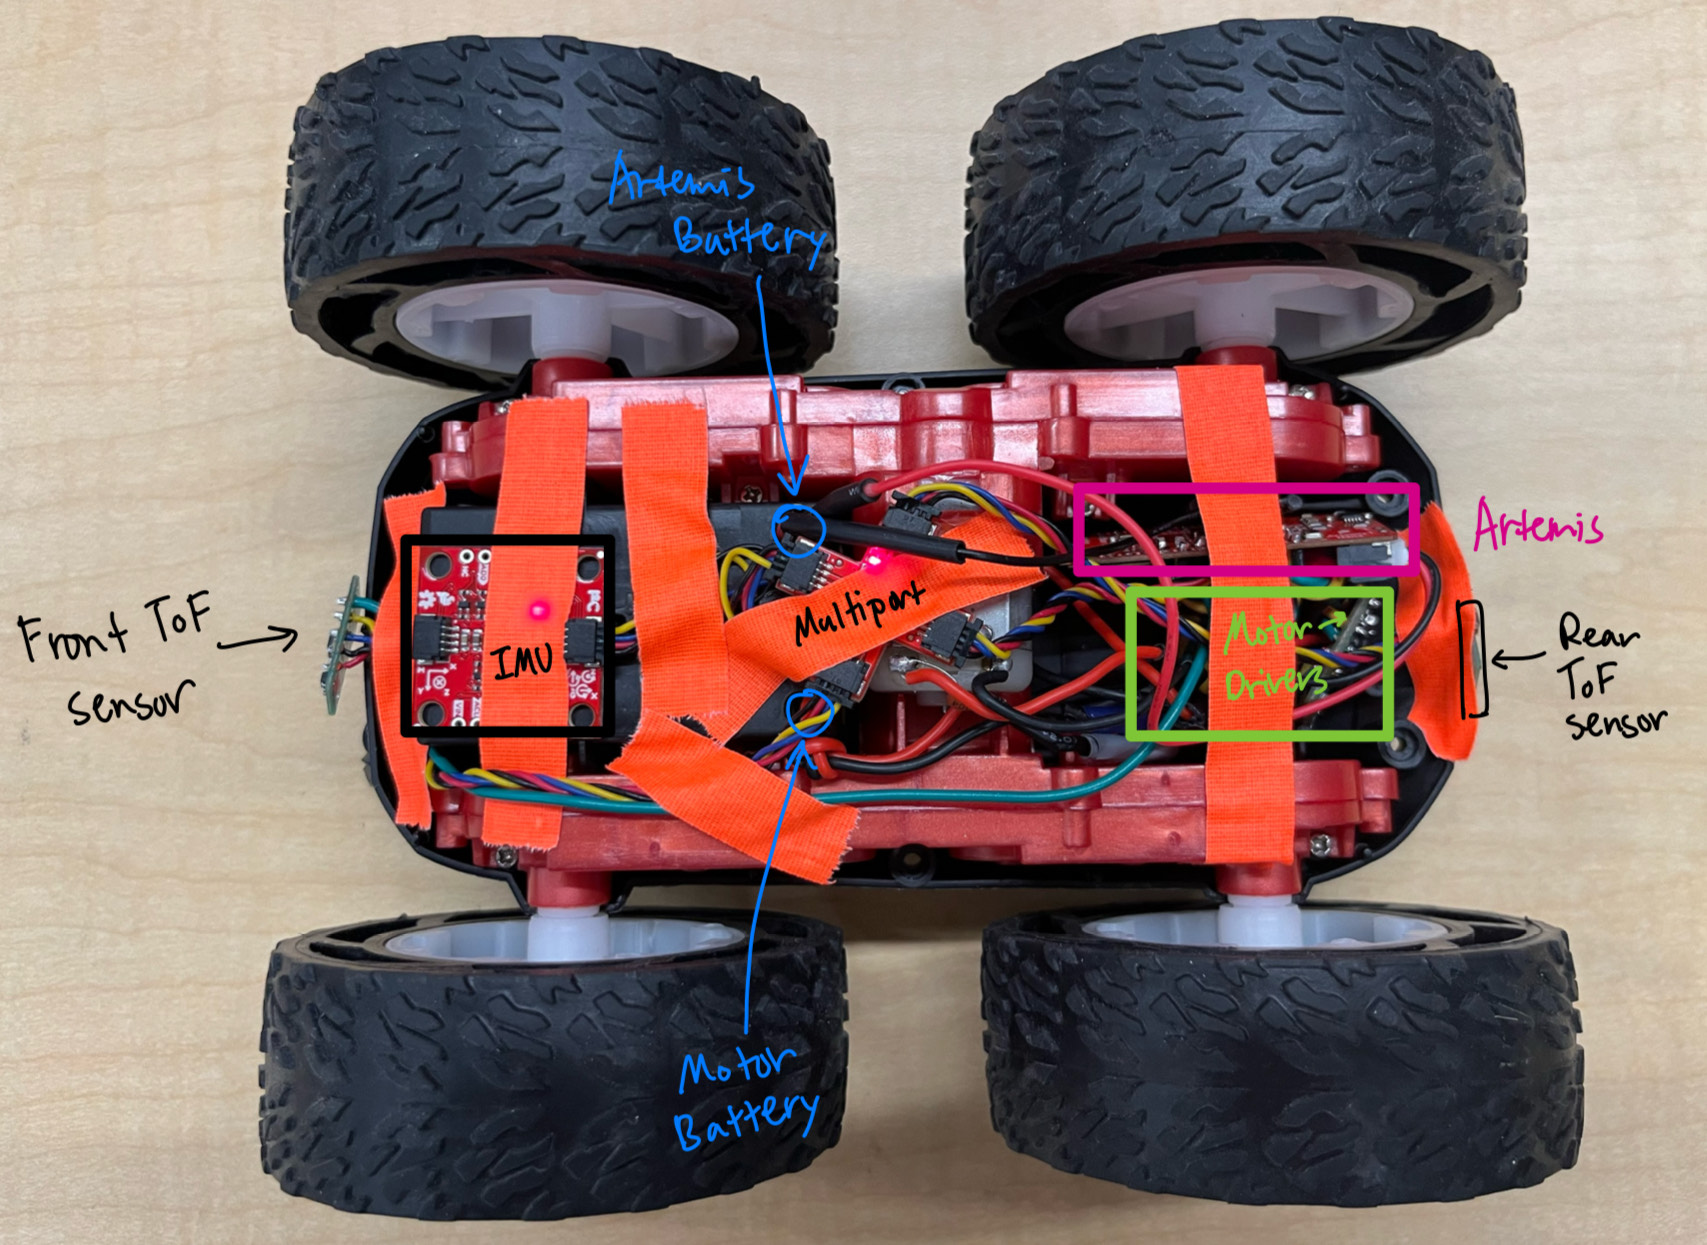 Artemis
Battery
Artemis
Front ToF
sensor
IMU
Multiport
Motor
Drivers
Rear
ToF
sensor
Motor
Battery